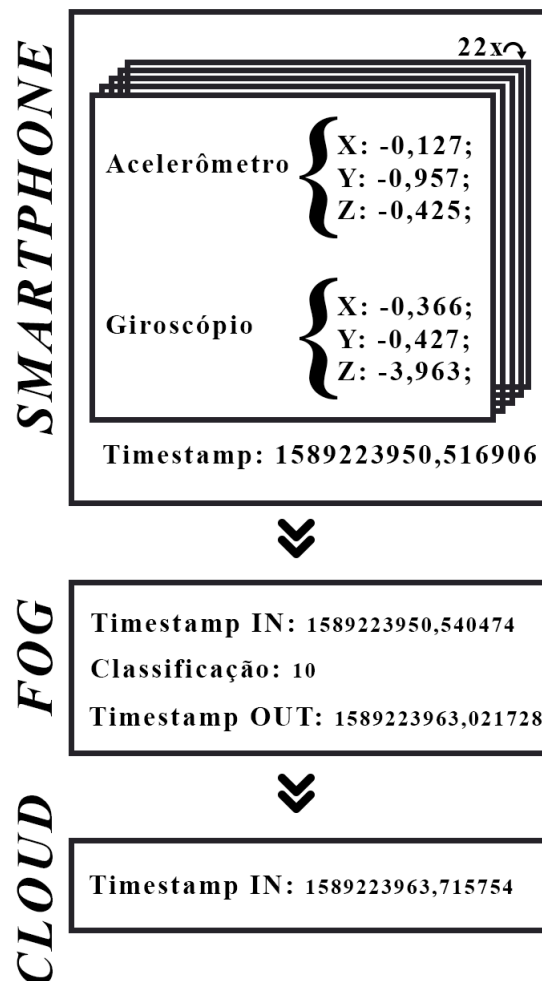 SMARTPHONE
22x
Acelerômetro
X: -0,127;
Y: -0,957;
Z: -0,425;
Giroscópio
X: -0,366;
Y: -0,427;
Z: -3,963;
Timestamp: 1589223950,516906
FOG
Timestamp IN: 1589223950,540474
Classificação: 10
Timestamp OUT: 1589223963,021728
CLOUD
Timestamp IN: 1589223963,715754